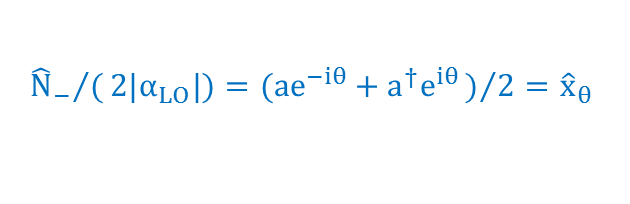 N̂₋/( 2|α_LO|) = (ae^−iθ + a^†e^iθ )/2 = x̂_θ